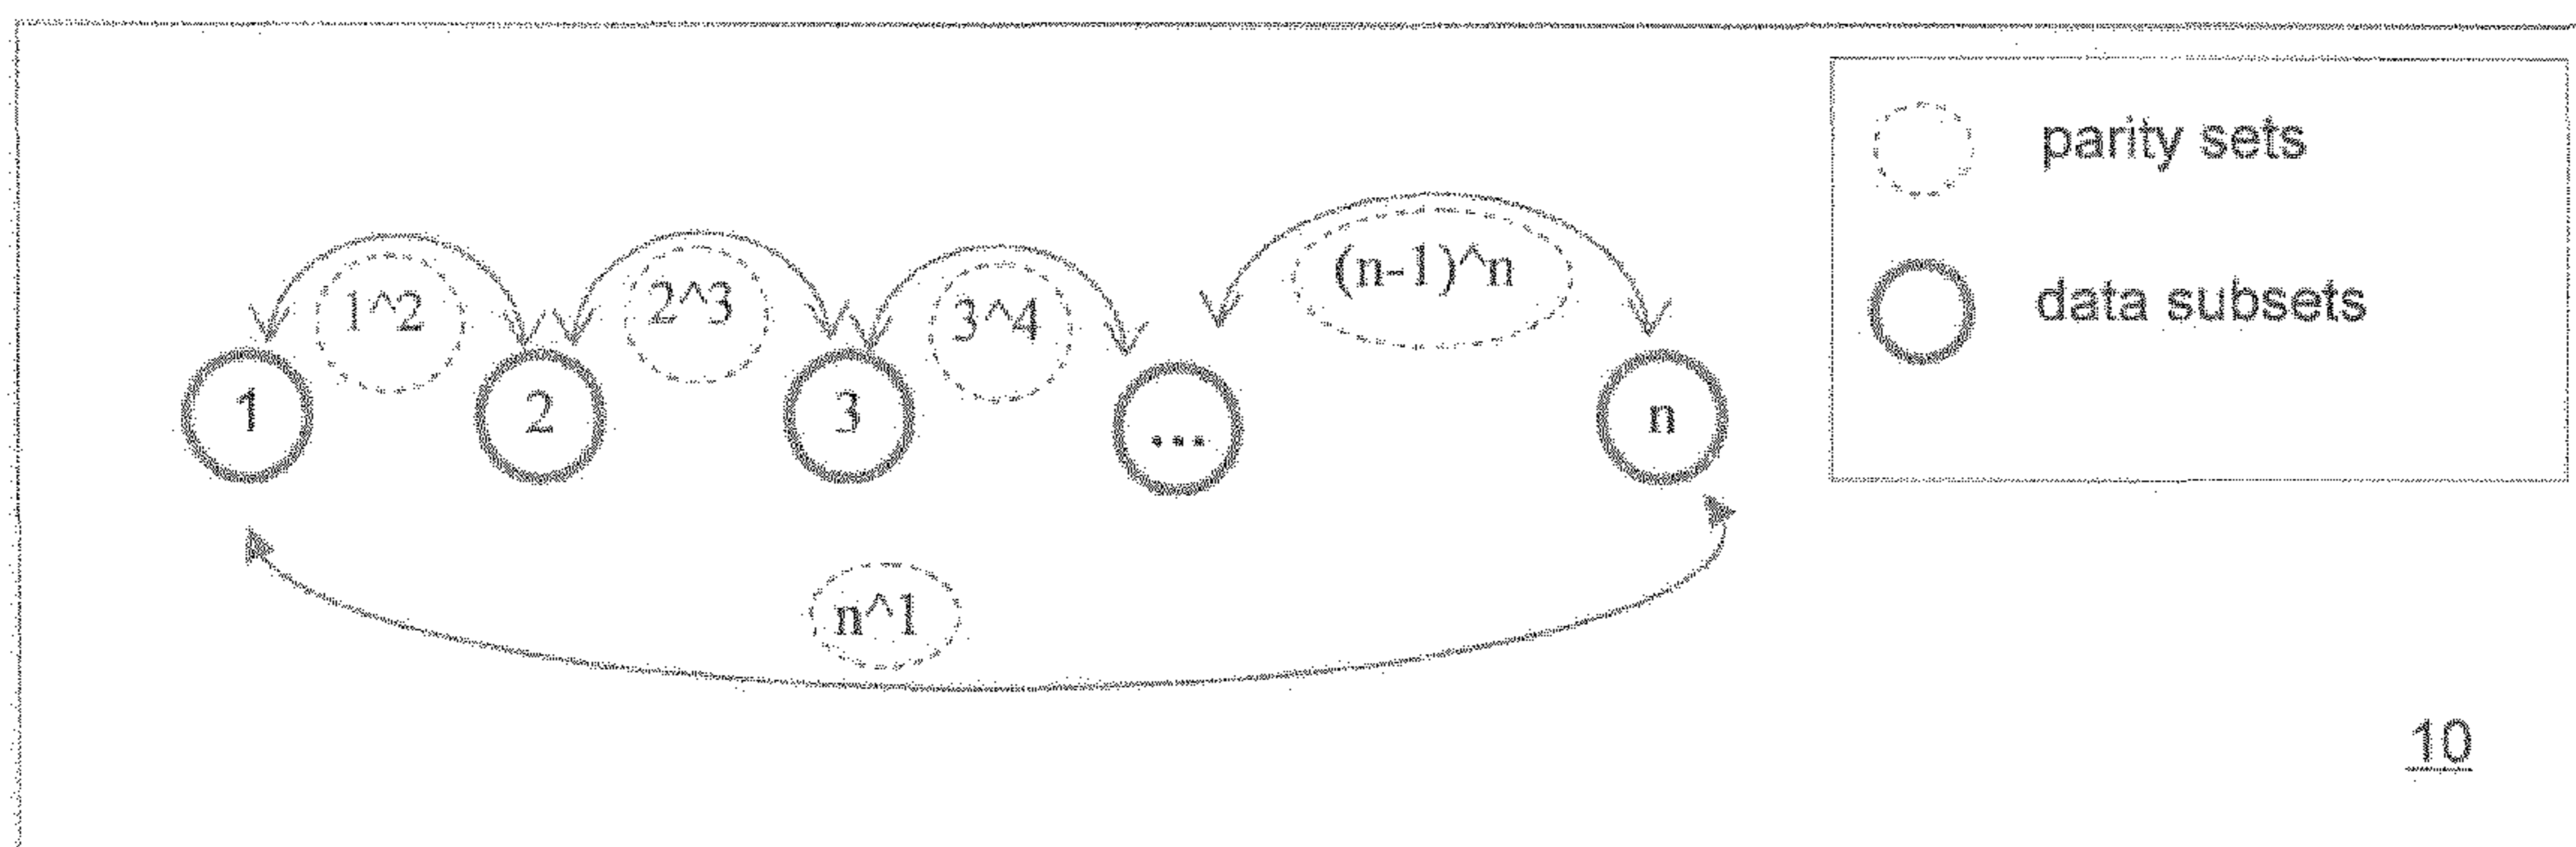 parity sets
data subsets
1^2
2^3
3^4
(n-1)^n
1
2
3
...
n
n^1
10